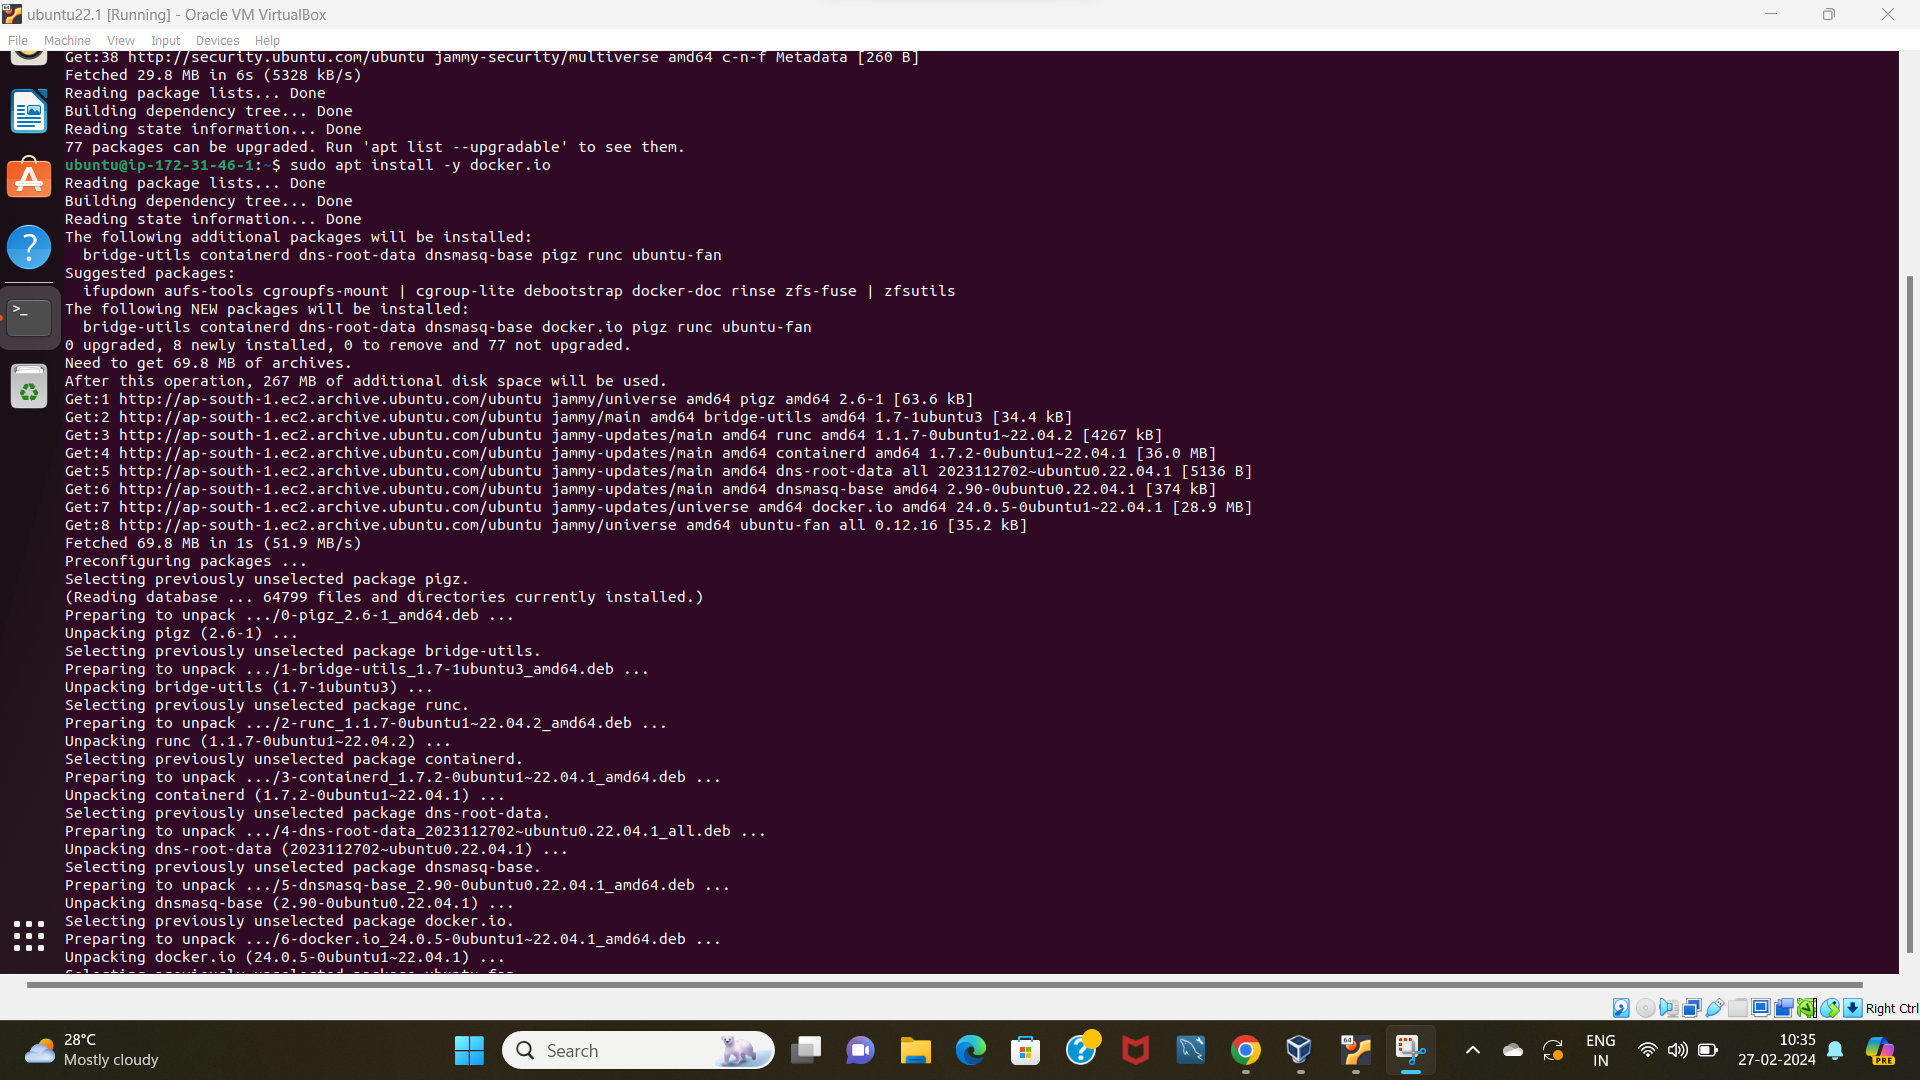 ubuntu22.1 [Running] - Oracle VM VirtualBox
File Machine View Input Devices Help
Get:38 http://security.ubuntu.com/ubuntu jammy-security/multiverse amd64 c-n-f Metadata [260 B]
Fetched 29.8 MB in 6s (5328 kB/s)
Reading package lists... Done
Building dependency tree... Done
Reading state information... Done
77 packages can be upgraded. Run 'apt list --upgradable' to see them.
ubuntu@ip-172-31-46-1:~$ sudo apt install -y docker.io
Reading package lists... Done
Building dependency tree... Done
Reading state information... Done
The following additional packages will be installed:
  bridge-utils containerd dns-root-data dnsmasq-base pigz runc ubuntu-fan
Suggested packages:
  ifupdown aufs-tools cgroupfs-mount | cgroup-lite debootstrap docker-doc rinse zfs-fuse | zfsutils
The following NEW packages will be installed:
  bridge-utils containerd dns-root-data dnsmasq-base docker.io pigz runc ubuntu-fan
0 upgraded, 8 newly installed, 0 to remove and 77 not upgraded.
Need to get 69.8 MB of archives.
After this operation, 267 MB of additional disk space will be used.
Get:1 http://ap-south-1.ec2.archive.ubuntu.com/ubuntu jammy/universe amd64 pigz amd64 2.6-1 [63.6 kB]
Get:2 http://ap-south-1.ec2.archive.ubuntu.com/ubuntu jammy/main amd64 bridge-utils amd64 1.7-1ubuntu3 [34.4 kB]
Get:3 http://ap-south-1.ec2.archive.ubuntu.com/ubuntu jammy-updates/main amd64 runc amd64 1.1.7-0ubuntu1~22.04.2 [4267 kB]
Get:4 http://ap-south-1.ec2.archive.ubuntu.com/ubuntu jammy-updates/main amd64 containerd amd64 1.7.2-0ubuntu1~22.04.1 [36.0 MB]
Get:5 http://ap-south-1.ec2.archive.ubuntu.com/ubuntu jammy-updates/main amd64 dns-root-data all 2023112702~ubuntu0.22.04.1 [5136 B]
Get:6 http://ap-south-1.ec2.archive.ubuntu.com/ubuntu jammy-updates/main amd64 dnsmasq-base amd64 2.90-0ubuntu0.22.04.1 [374 kB]
Get:7 http://ap-south-1.ec2.archive.ubuntu.com/ubuntu jammy-updates/universe amd64 docker.io amd64 24.0.5-0ubuntu1~22.04.1 [28.9 MB]
Get:8 http://ap-south-1.ec2.archive.ubuntu.com/ubuntu jammy/universe amd64 ubuntu-fan all 0.12.16 [35.2 kB]
Fetched 69.8 MB in 1s (51.9 MB/s)
Preconfiguring packages ...
Selecting previously unselected package pigz.
(Reading database ... 64799 files and directories currently installed.)
Preparing to unpack .../0-pigz_2.6-1_amd64.deb ...
Unpacking pigz (2.6-1) ...
Selecting previously unselected package bridge-utils.
Preparing to unpack .../1-bridge-utils_1.7-1ubuntu3_amd64.deb ...
Unpacking bridge-utils (1.7-1ubuntu3) ...
Selecting previously unselected package runc.
Preparing to unpack .../2-runc_1.1.7-0ubuntu1~22.04.2_amd64.deb ...
Unpacking runc (1.1.7-0ubuntu1~22.04.2) ...
Selecting previously unselected package containerd.
Preparing to unpack .../3-containerd_1.7.2-0ubuntu1~22.04.1_amd64.deb ...
Unpacking containerd (1.7.2-0ubuntu1~22.04.1) ...
Selecting previously unselected package dns-root-data.
Preparing to unpack .../4-dns-root-data_2023112702~ubuntu0.22.04.1_all.deb ...
Unpacking dns-root-data (2023112702~ubuntu0.22.04.1) ...
Selecting previously unselected package dnsmasq-base.
Preparing to unpack .../5-dnsmasq-base_2.90-0ubuntu0.22.04.1_amd64.deb ...
Unpacking dnsmasq-base (2.90-0ubuntu0.22.04.1) ...
Selecting previously unselected package docker.io.
Preparing to unpack .../6-docker.io_24.0.5-0ubuntu1~22.04.1_amd64.deb ...
Unpacking docker.io (24.0.5-0ubuntu1~22.04.1) ...
Selecting previously unselected package ubuntu-fan.
Right Ctrl
28°C
Mostly cloudy
Search
ENG
IN
10:35
27-02-2024
PRE